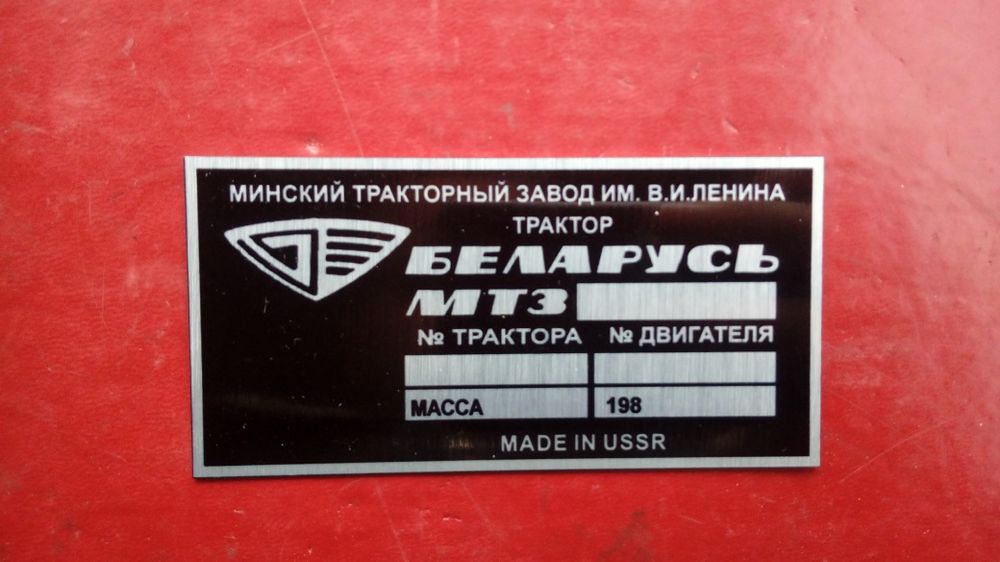 МИНСКИЙ ТРАКТОРНЫЙ ЗАВОД ИМ. В.И.ЛЕНИНА
ТРАКТОР
БЕЛАРУСЬ
МТЗ
№ ТРАКТОРА № ДВИГАТЕЛЯ
МАССА 198
MADE IN USSR